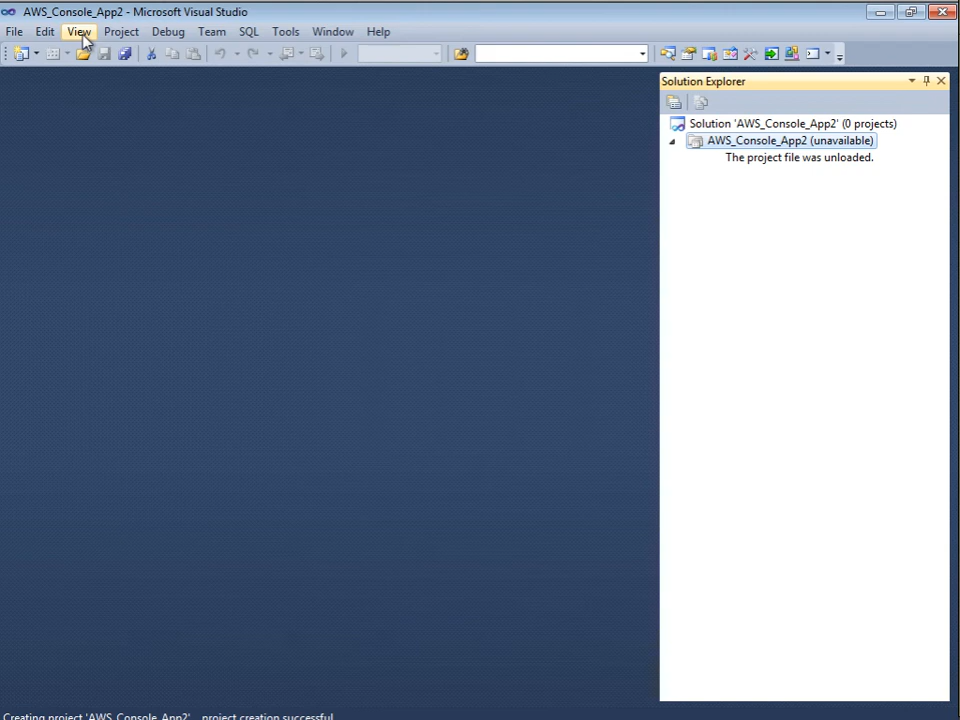 AWS_Console_App2 - Microsoft Visual Studio
File Edit View Project Debug Team SQL Tools Window Help
Solution Explorer
Solution 'AWS_Console_App2' (0 projects)
AWS_Console_App2 (unavailable)
The project file was unloaded.
Creating project 'AWS_Console_App2'... project creation successful.